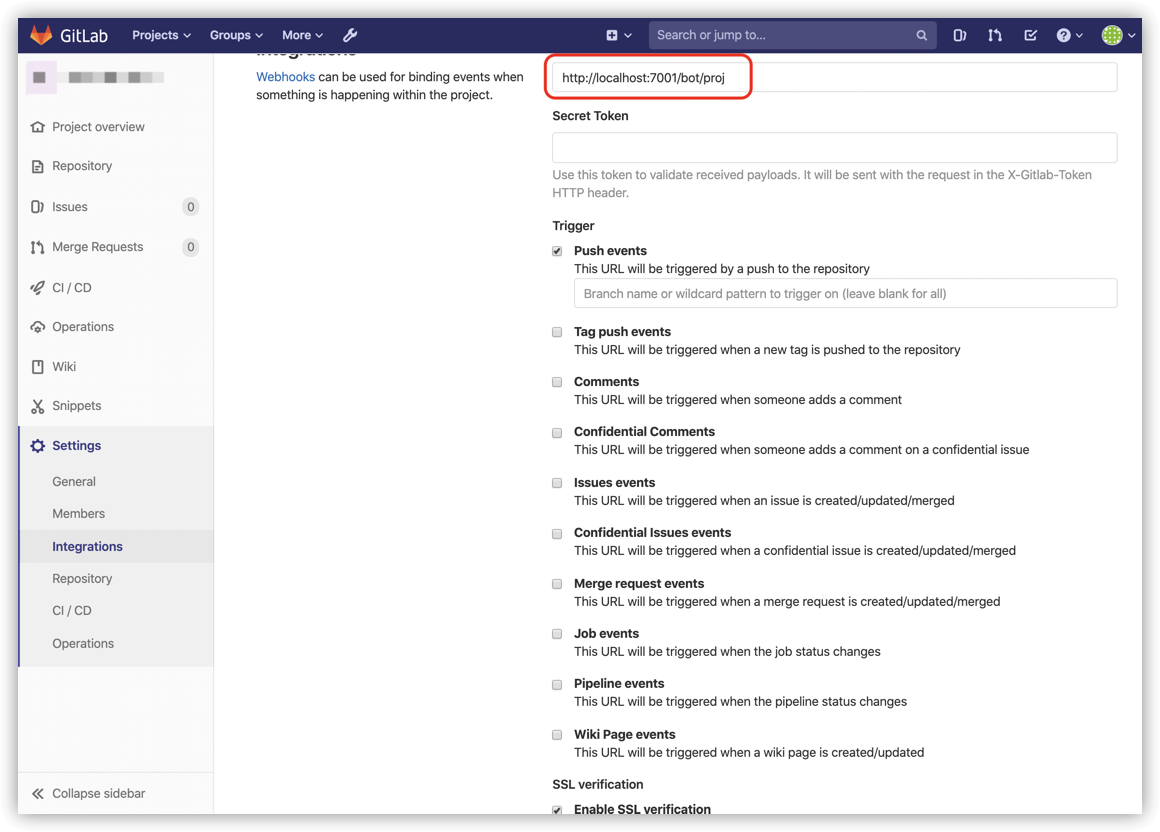 GitLab Projects Groups More Search or jump to...
Integrations
Webhooks can be used for binding events when
something is happening within the project.
Project overview
Repository
Issues 0
Merge Requests 0
CI / CD
Operations
Wiki
Snippets
Settings
General
Members
Integrations
Repository
CI / CD
Operations
Collapse sidebar
http://localhost:7001/bot/proj
Secret Token
Use this token to validate received payloads. It will be sent with the request in the X-Gitlab-Token
HTTP header.
Trigger
Push events
This URL will be triggered by a push to the repository
Branch name or wildcard pattern to trigger on (leave blank for all)
Tag push events
This URL will be triggered when a new tag is pushed to the repository
Comments
This URL will be triggered when someone adds a comment
Confidential Comments
This URL will be triggered when someone adds a comment on a confidential issue
Issues events
This URL will be triggered when an issue is created/updated/merged
Confidential Issues events
This URL will be triggered when a confidential issue is created/updated/merged
Merge request events
This URL will be triggered when a merge request is created/updated/merged
Job events
This URL will be triggered when the job status changes
Pipeline events
This URL will be triggered when the pipeline status changes
Wiki Page events
This URL will be triggered when a wiki page is created/updated
SSL verification
Enable SSL verification